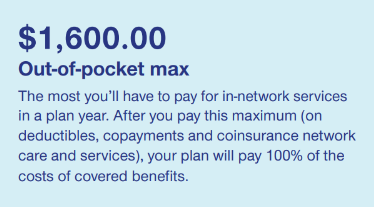 $1,600.00
Out-of-pocket max
The most you'll have to pay for in-network services
in a plan year. After you pay this maximum (on
deductibles, copayments and coinsurance network
care and services), your plan will pay 100% of the
costs of covered benefits.